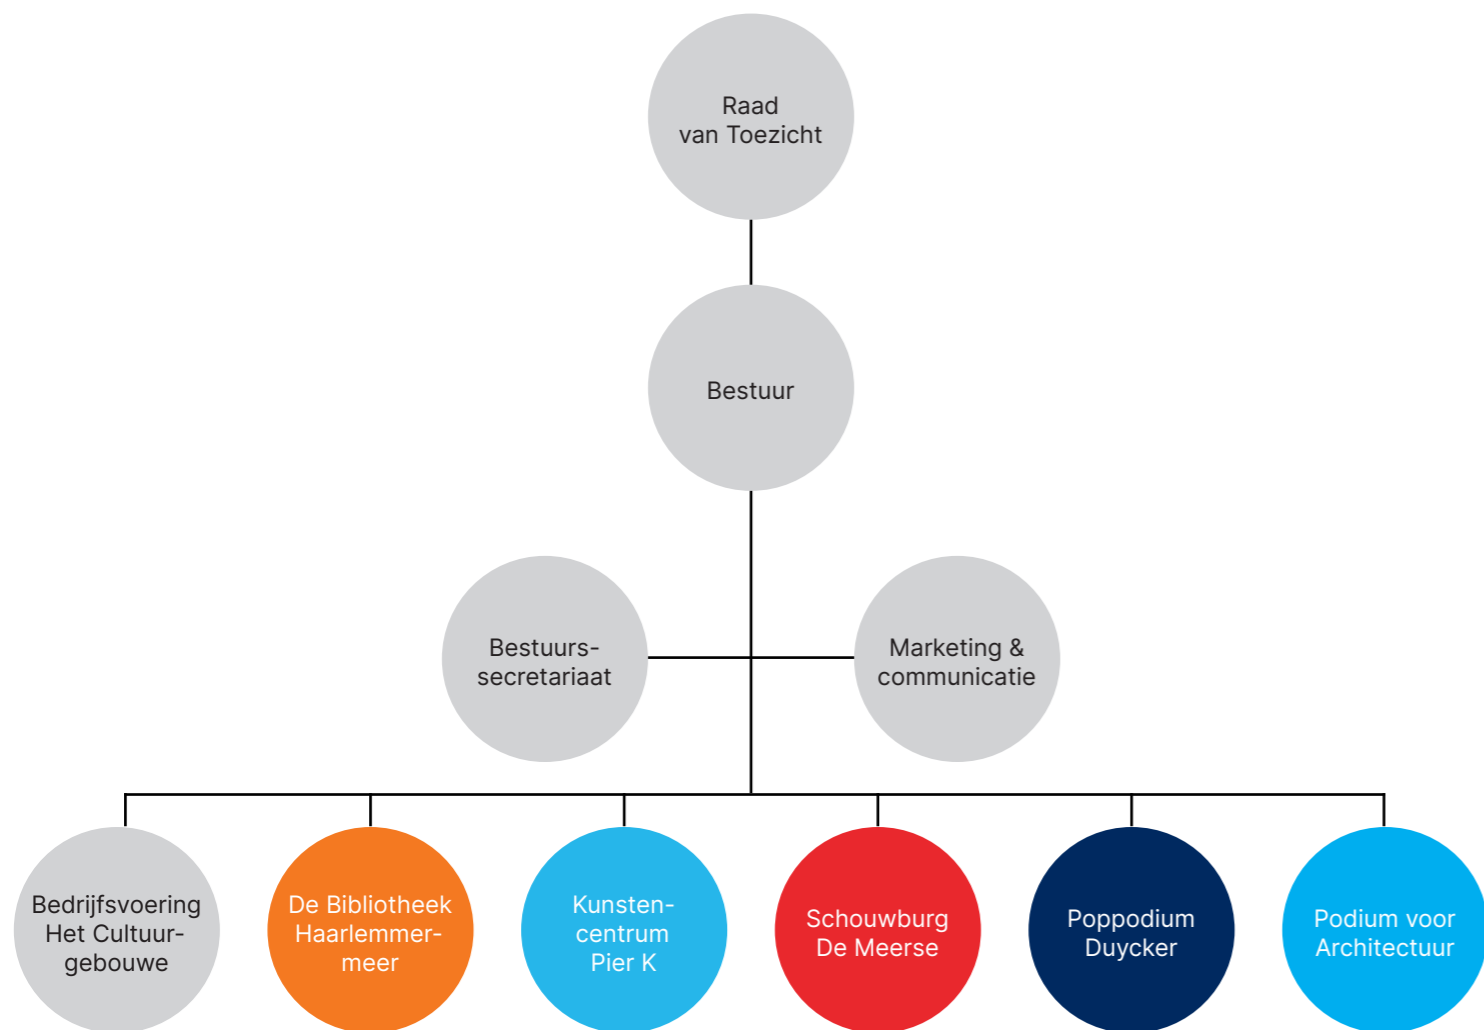 Raad
van Toezicht
Bestuur
Bestuurs-
secretariaat
Marketing &
communicatie
Bedrijfsvoering
Het Cultuur-
gebouwe
De Bibliotheek
Haarlemmer-
meer
Kunsten-
centrum
Pier K
Schouwburg
De Meerse
Poppodium
Duycker
Podium voor
Architectuur